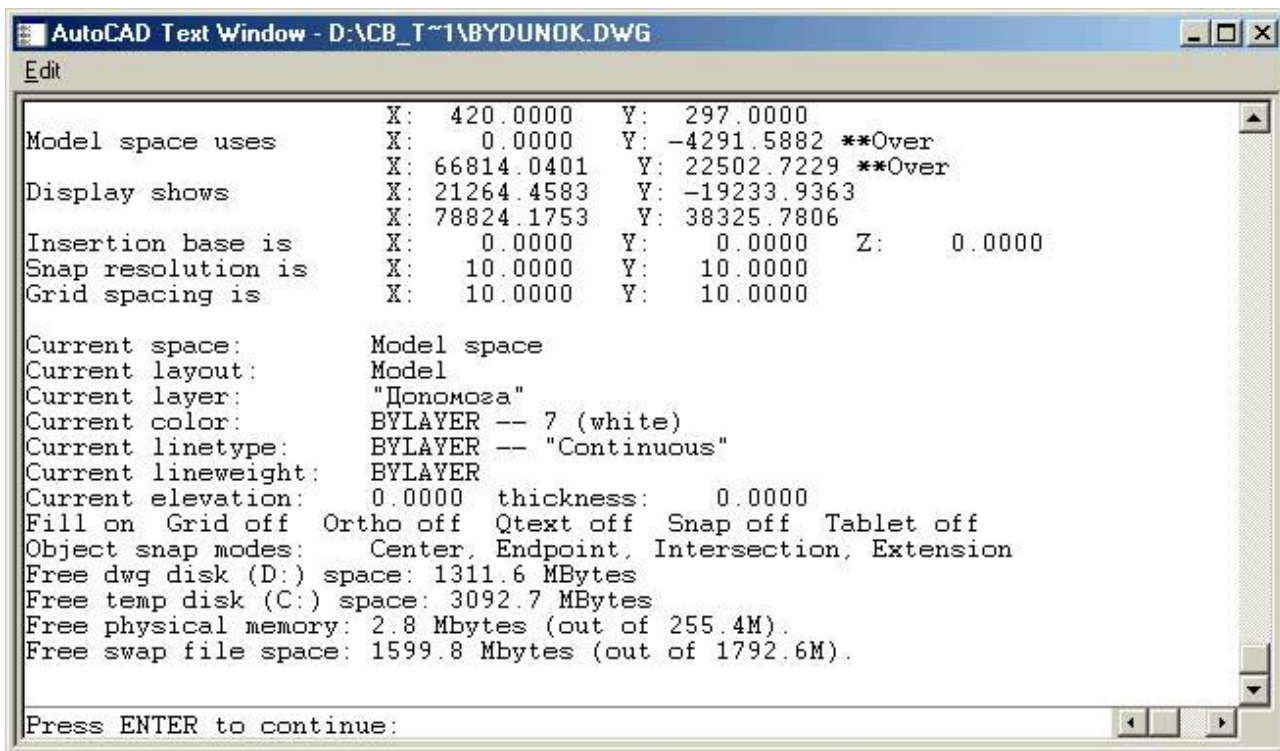 AutoCAD Text Window - D:\CB_T~1\BYDUNOK.DWG
Edit
X: 420.0000 Y: 297.0000
Model space uses X: 0.0000 Y: -4291.5882 **Over
X: 66814.0401 Y: 22502.7229 **Over
Display shows X: 21264.4583 Y: -19233.9363
X: 78824.1753 Y: 38325.7806
Insertion base is X: 0.0000 Y: 0.0000 Z: 0.0000
Snap resolution is X: 10.0000 Y: 10.0000
Grid spacing is X: 10.0000 Y: 10.0000
Current space: Model space
Current layout: Model
Current layer: "Допомога"
Current color: BYLAYER -- 7 (white)
Current linetype: BYLAYER -- "Continuous"
Current lineweight: BYLAYER
Current elevation: 0.0000 thickness: 0.0000
Fill on Grid off Ortho off Qtext off Snap off Tablet off
Object snap modes: Center, Endpoint, Intersection, Extension
Free dwg disk (D:) space: 1311.6 MBytes
Free temp disk (C:) space: 3092.7 MBytes
Free physical memory: 2.8 Mbytes (out of 255.4M).
Free swap file space: 1599.8 Mbytes (out of 1792.6M).
Press ENTER to continue: